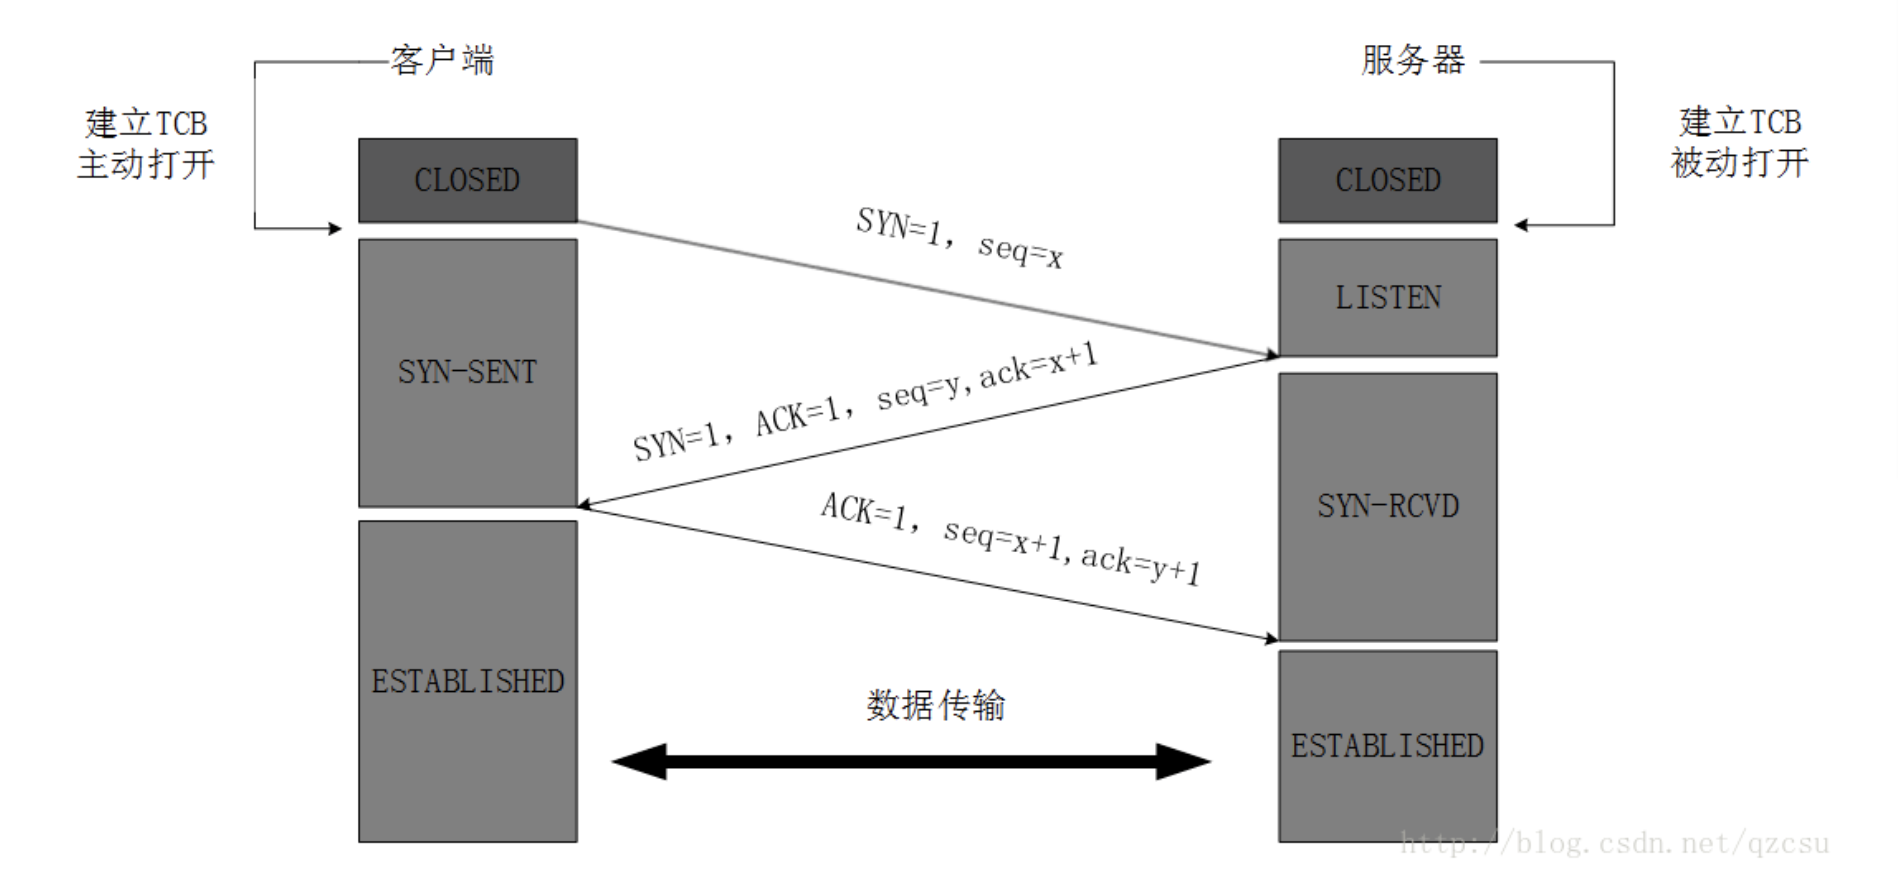 客户端
服务器
建立TCB
主动打开
建立TCB
被动打开
CLOSED
CLOSED
SYN=1, seq=x
LISTEN
SYN-SENT
SYN=1, ACK=1, seq=y,ack=x+1
SYN-RCVD
ACK=1, seq=x+1,ack=y+1
ESTABLISHED
数据传输
ESTABLISHED
http://blog.csdn.net/qzcsu